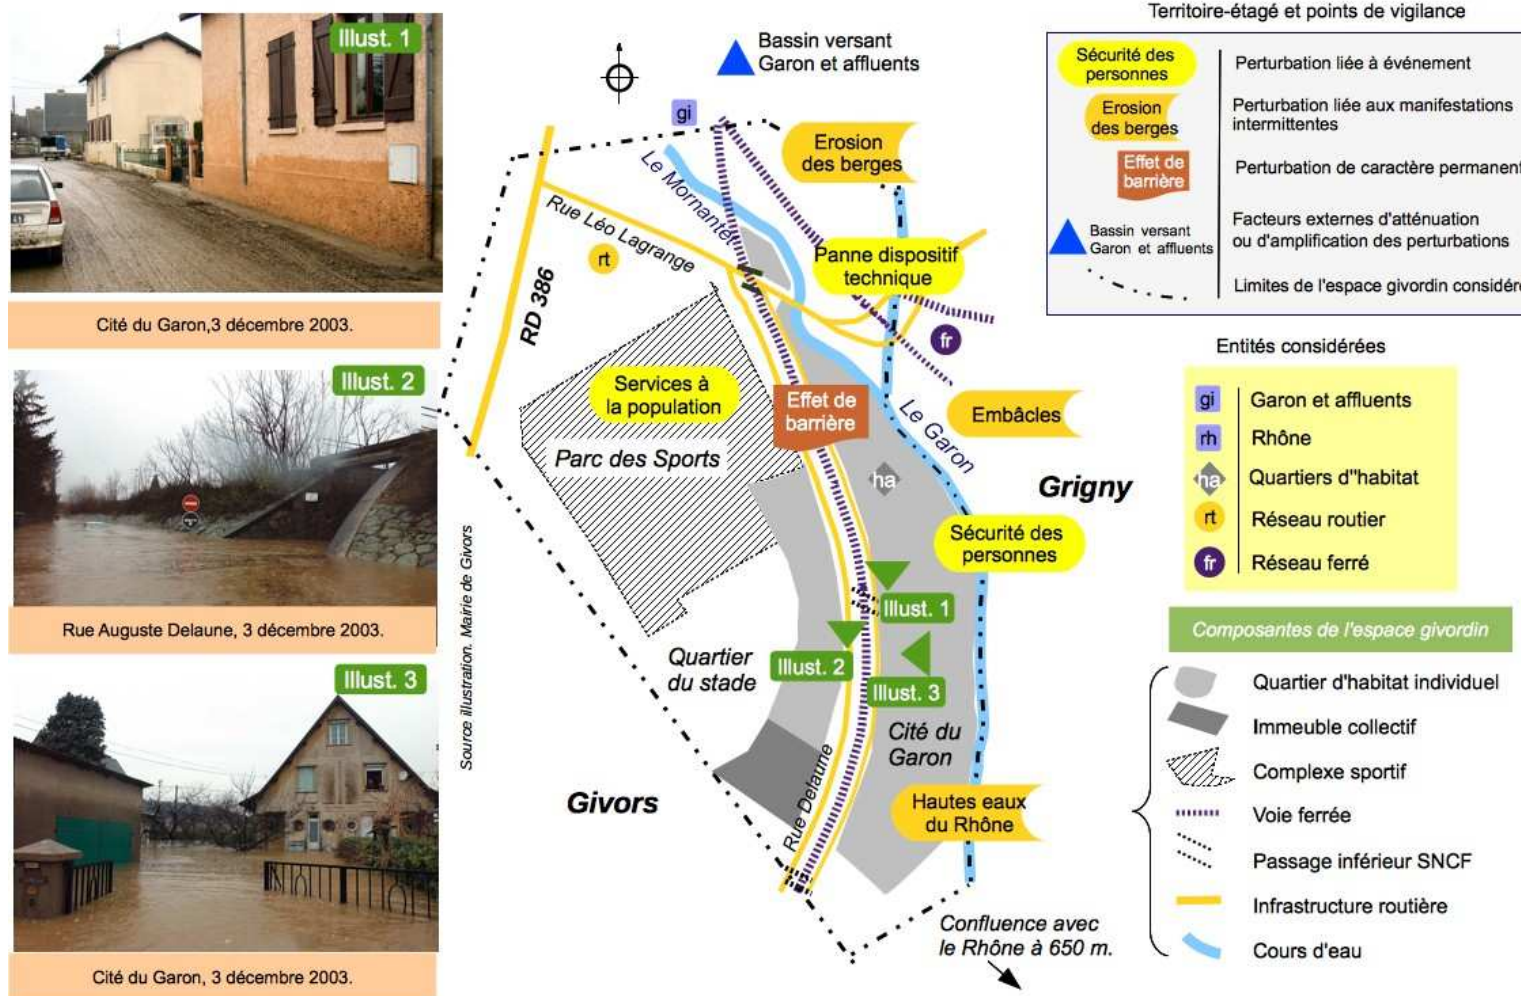 Illust. 1
Cité du Garon,3 décembre 2003.
Illust. 2
Rue Auguste Delaune, 3 décembre 2003.
Illust. 3
Cité du Garon, 3 décembre 2003.
Source illustration. Mairie de Givors
Bassin versant
Garon et affluents
gi
Erosion
des berges
Le Mornantet
Rue Léo Lagrange
rt
RD 386
Panne dispositif
technique
fr
Services à
la population
Effet de
barrière
Embâcles
Le Garon
Parc des Sports
ha
Grigny
Sécurité des
personnes
Illust. 1
Quartier
du stade
Illust. 2
Illust. 3
Cité du
Garon
Givors
Rue Delaune
Hautes eaux
du Rhône
Confluence avec
le Rhône à 650 m.
Territoire-étagé et points de vigilance
Sécurité des
personnes
Perturbation liée à événement
Erosion
des berges
Perturbation liée aux manifestations
intermittentes
Effet de
barrière
Perturbation de caractère permanent
Bassin versant
Garon et affluents
Facteurs externes d'atténuation
ou d'amplification des perturbations
Limites de l'espace givordin considéré
Entités considérées
gi Garon et affluents
rh Rhône
ha Quartiers d"habitat
rt Réseau routier
fr Réseau ferré
Composantes de l'espace givordin
Quartier d'habitat individuel
Immeuble collectif
Complexe sportif
Voie ferrée
Passage inférieur SNCF
Infrastructure routière
Cours d'eau